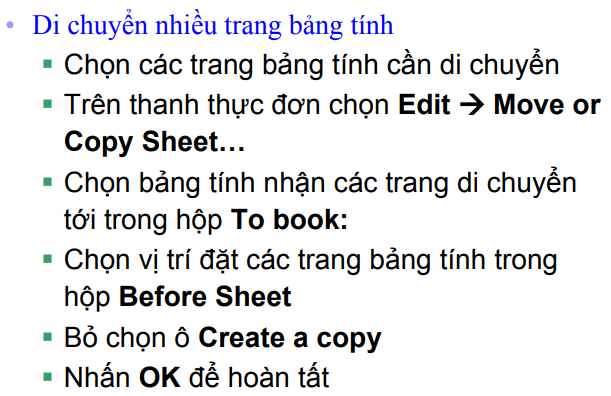 • Di chuyển nhiều trang bảng tính
▪ Chọn các trang bảng tính cần di chuyển
▪ Trên thanh thực đơn chọn Edit → Move or
Copy Sheet…
▪ Chọn bảng tính nhận các trang di chuyển
tới trong hộp To book:
▪ Chọn vị trí đặt các trang bảng tính trong
hộp Before Sheet
▪ Bỏ chọn ô Create a copy
▪ Nhấn OK để hoàn tất